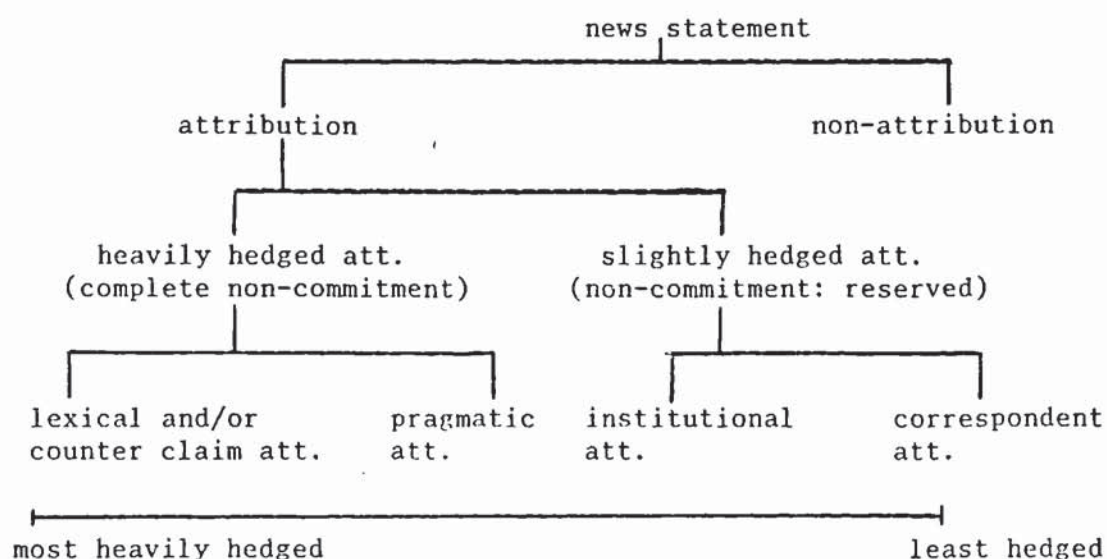 news statement
attribution non-attribution
heavily hedged att. slightly hedged att.
(complete non-commitment) (non-commitment: reserved)
lexical and/or pragmatic institutional correspondent
counter claim att. att. att. att.
most heavily hedged least hedged